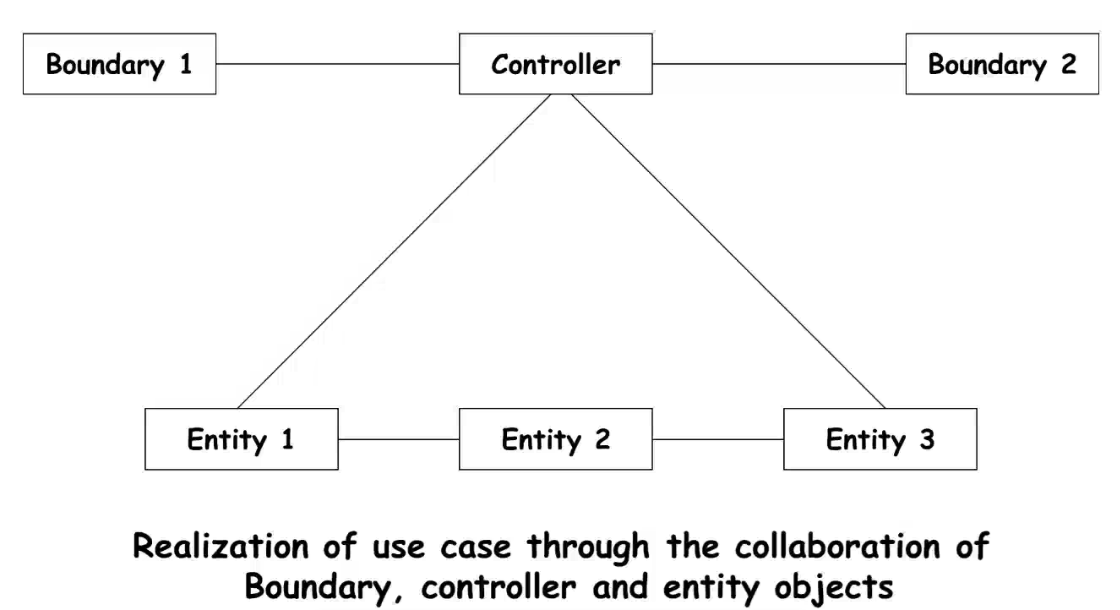 Boundary 1
Controller
Boundary 2
Entity 1
Entity 2
Entity 3
Realization of use case through the collaboration of
Boundary, controller and entity objects